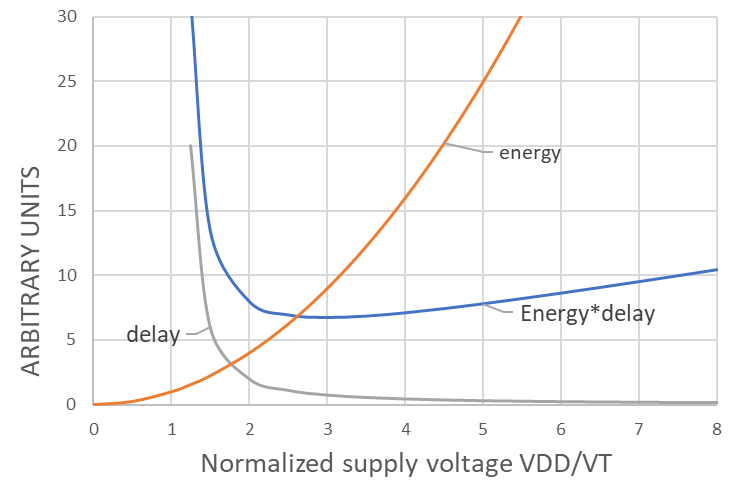 30
25
20
15
10
5
0
ARBITRARY UNITS
energy
Energy*delay
delay
0 1 2 3 4 5 6 7 8
Normalized supply voltage VDD/VT